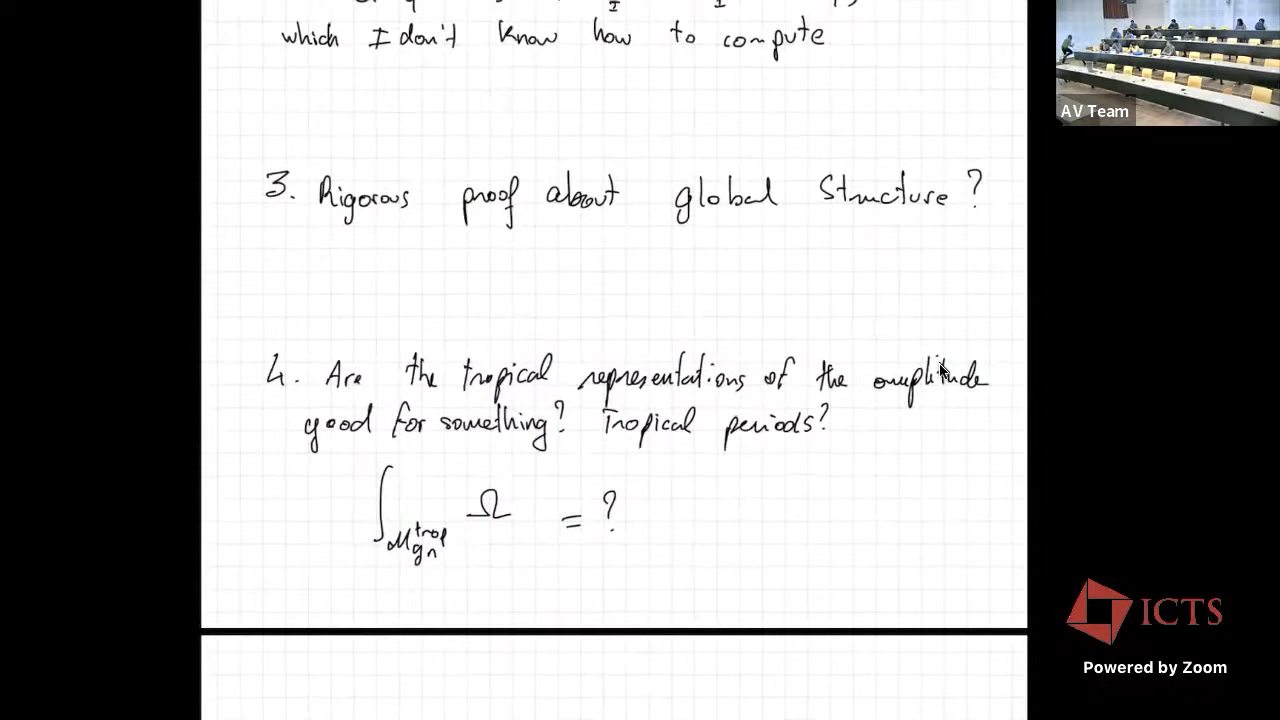 which I don't know how to compute
AV Team
3. Rigorous proof about global structure?
4. Are the tropical representations of the amplitude
good for something? Tropical periods?
∫_{M_{gn}^{trop}} Ω = ?
ICTS
Powered by Zoom